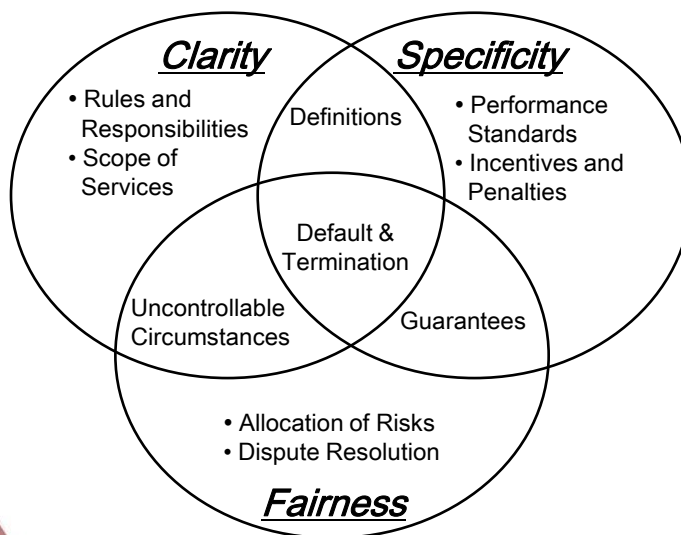 Clarity
Specificity
• Rules and
Responsibilities
• Scope of
Services
Definitions
• Performance
Standards
• Incentives and
Penalties
Default &
Termination
Uncontrollable
Circumstances
Guarantees
• Allocation of Risks
• Dispute Resolution
Fairness